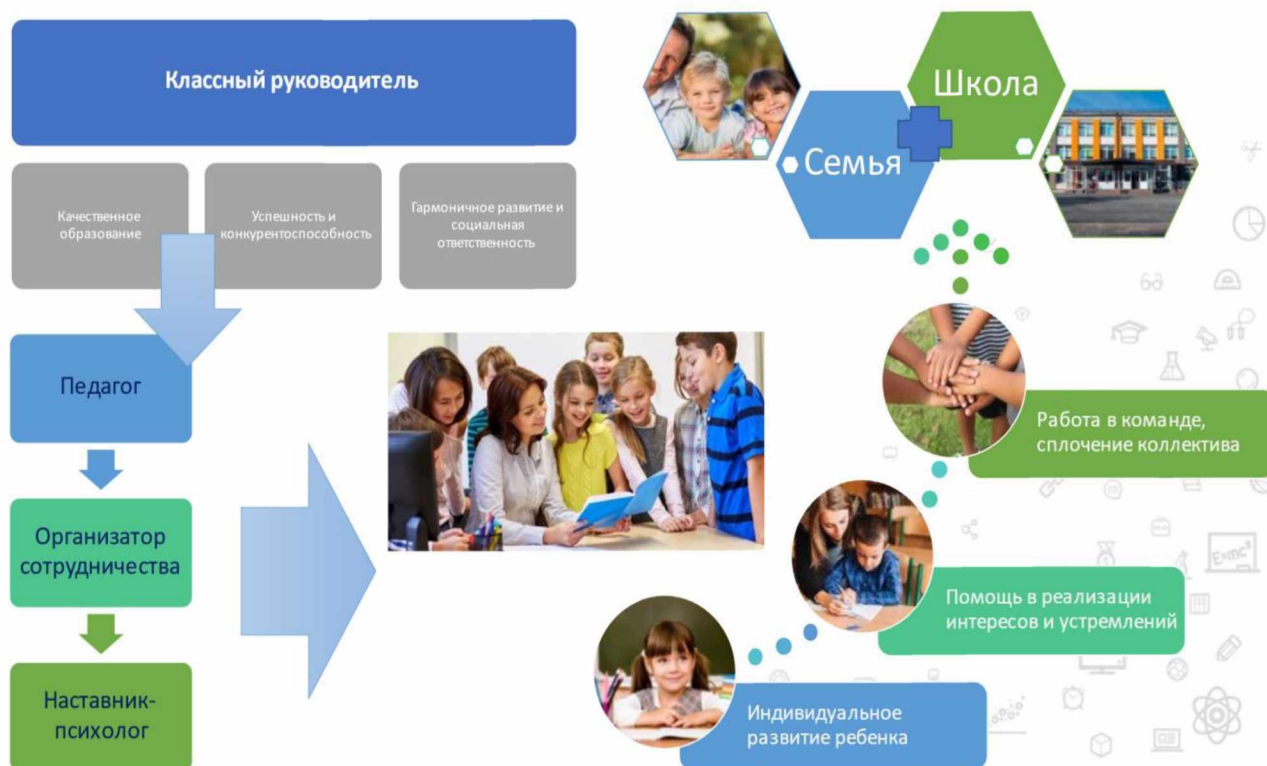 Классный руководитель
Качественное
образование
Успешность и
конкурентоспособность
Гармоничное развитие и
социальная
ответственность
Педагог
Организатор
сотрудничества
Наставник-
психолог
Семья
Школа
Работа в команде,
сплочение коллектива
Помощь в реализации
интересов и устремлений
Индивидуальное
развитие ребенка
E=mc²